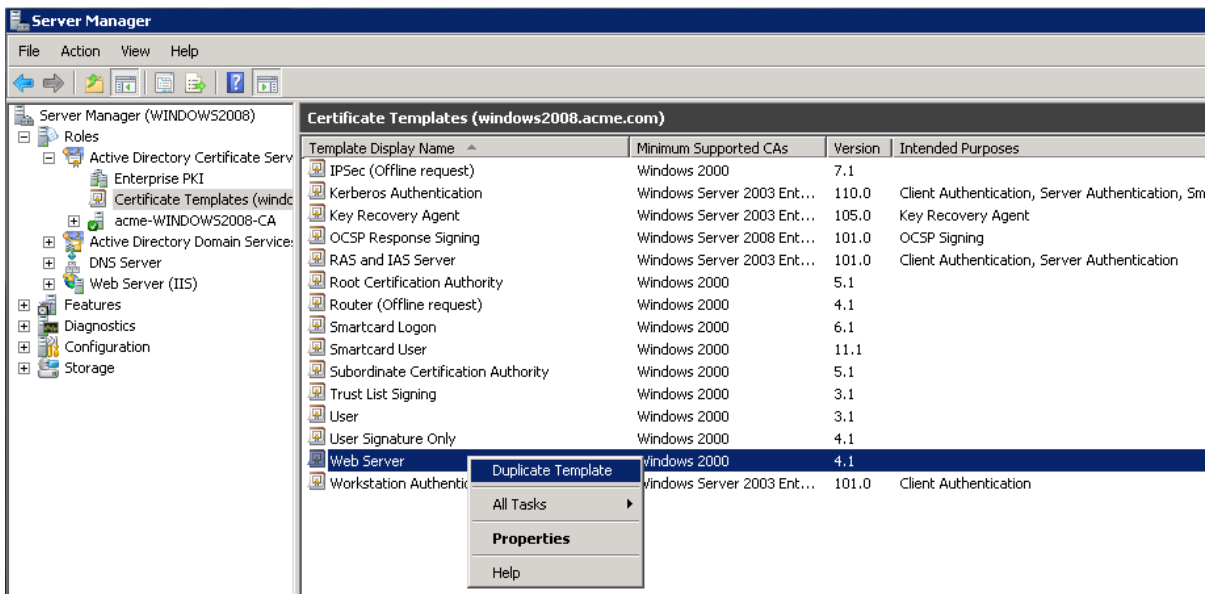 Server Manager
File Action View Help
Server Manager (WINDOWS2008)
Roles
Active Directory Certificate Serv
Enterprise PKI
Certificate Templates (windo
acme-WINDOWS2008-CA
Active Directory Domain Services
DNS Server
Web Server (IIS)
Features
Diagnostics
Configuration
Storage
Certificate Templates (windows2008.acme.com)
Template Display Name Minimum Supported CAs Version Intended Purposes
IPSec (Offline request) Windows 2000 7.1
Kerberos Authentication Windows Server 2003 Ent... 110.0 Client Authentication, Server Authentication, Sm
Key Recovery Agent Windows Server 2003 Ent... 105.0 Key Recovery Agent
OCSP Response Signing Windows Server 2008 Ent... 101.0 OCSP Signing
RAS and IAS Server Windows Server 2003 Ent... 101.0 Client Authentication, Server Authentication
Root Certification Authority Windows 2000 5.1
Router (Offline request) Windows 2000 4.1
Smartcard Logon Windows 2000 6.1
Smartcard User Windows 2000 11.1
Subordinate Certification Authority Windows 2000 5.1
Trust List Signing Windows 2000 3.1
User Windows 2000 3.1
User Signature Only Windows 2000 4.1
Web Server Windows 2000 4.1
Workstation Authentic Windows Server 2003 Ent... 101.0 Client Authentication
Duplicate Template
All Tasks
Properties
Help